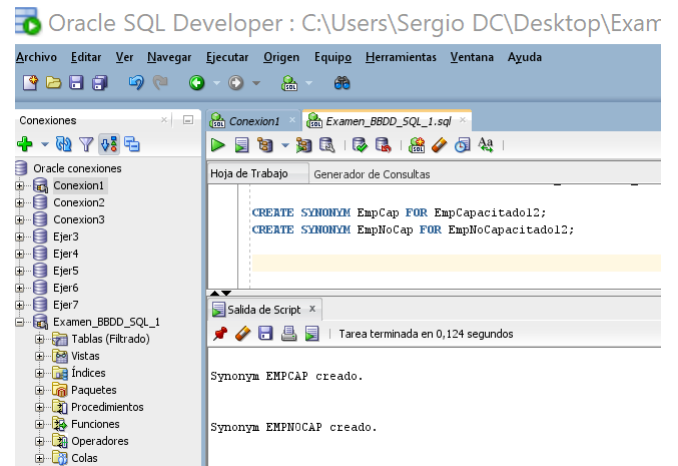 Oracle SQL Developer : C:\Users\Sergio DC\Desktop\Exam
Archivo Editar Ver Navegar Ejecutar Origen Equipo Herramientas Ventana Ayuda
Conexiones
Oracle conexiones
Conexion1
Conexion2
Conexion3
Ejer3
Ejer4
Ejer5
Ejer6
Ejer7
Examen_BBDD_SQL_1
Tablas (Filtrado)
Vistas
Índices
Paquetes
Procedimientos
Funciones
Operadores
Colas
Conexion1 Examen_BBDD_SQL_1.sql
Hoja de Trabajo Generador de Consultas
CREATE SYNONYM EmpCap FOR EmpCapacitado12;
CREATE SYNONYM EmpNoCap FOR EmpNoCapacitado12;
Salida de Script
Tarea terminada en 0,124 segundos
Synonym EMPCAP creado.
Synonym EMPNOCAP creado.